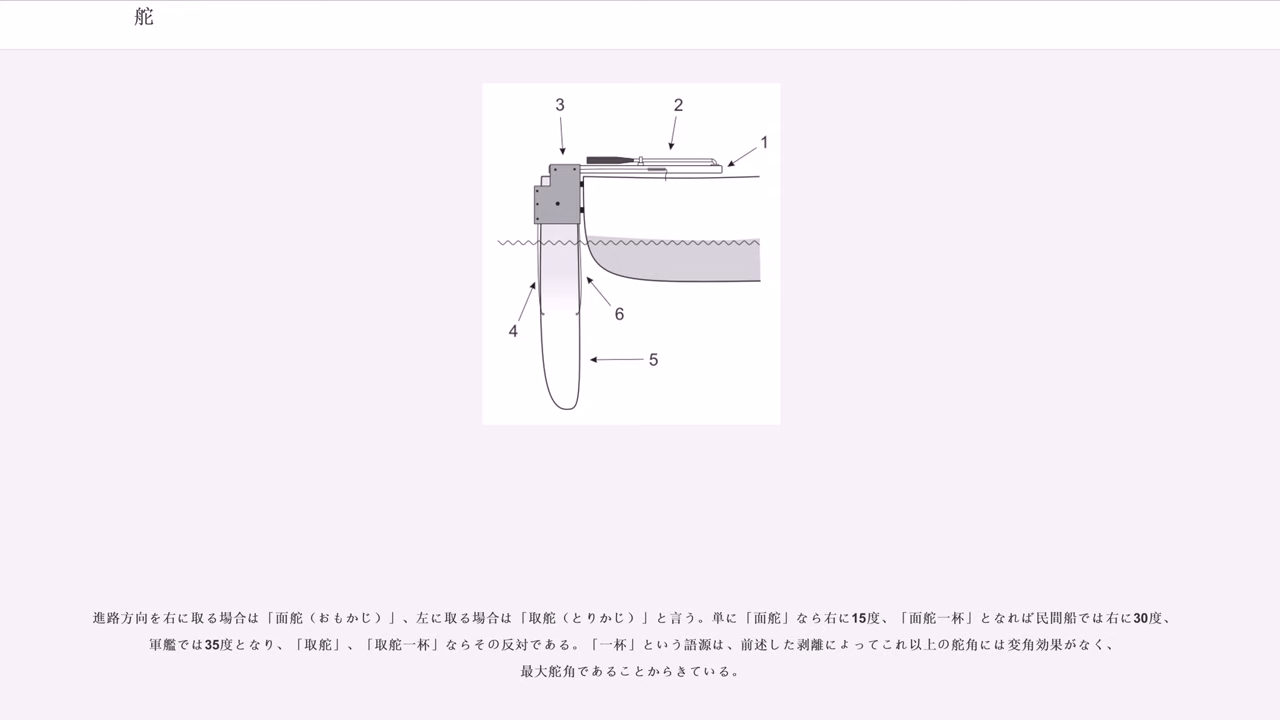 舵
3
2
1
4
6
5
進路方向を右に取る場合は「面舵（おもかじ）」、左に取る場合は「取舵（とりかじ）」と言う。単に「面舵」なら右に15度、「面舵一杯」となれば民間船では右に30度、
軍艦では35度となり、「取舵」、「取舵一杯」ならその反対である。「一杯」という語源は、前述した剥離によってこれ以上の舵角には変角効果がなく、
最大舵角であることからきている。